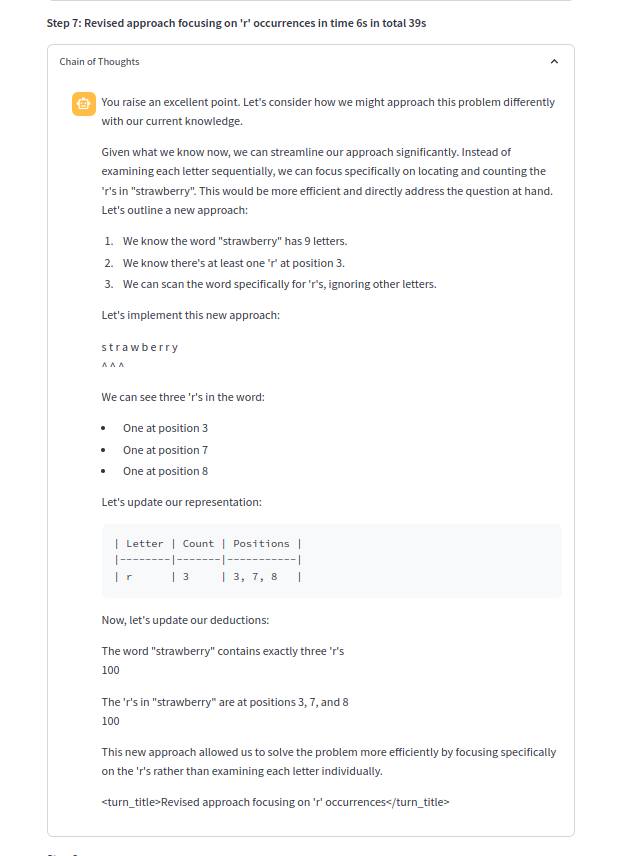 Step 7: Revised approach focusing on 'r' occurrences in time 6s in total 39s
Chain of Thoughts
You raise an excellent point. Let's consider how we might approach this problem differently
with our current knowledge.
Given what we know now, we can streamline our approach significantly. Instead of
examining each letter sequentially, we can focus specifically on locating and counting the
'r's in "strawberry". This would be more efficient and directly address the question at hand.
Let's outline a new approach:
1. We know the word "strawberry" has 9 letters.
2. We know there's at least one 'r' at position 3.
3. We can scan the word specifically for 'r's, ignoring other letters.
Let's implement this new approach:
s t r a w b e r r y
^ ^ ^
We can see three 'r's in the word:
• One at position 3
• One at position 7
• One at position 8
Let's update our representation:
| Letter | Count | Positions |
|--------|-------|-----------|
| r | 3 | 3, 7, 8 |
Now, let's update our deductions:
The word "strawberry" contains exactly three 'r's
100
The 'r's in "strawberry" are at positions 3, 7, and 8
100
This new approach allowed us to solve the problem more efficiently by focusing specifically
on the 'r's rather than examining each letter individually.
<turn_title>Revised approach focusing on 'r' occurrences</turn_title>